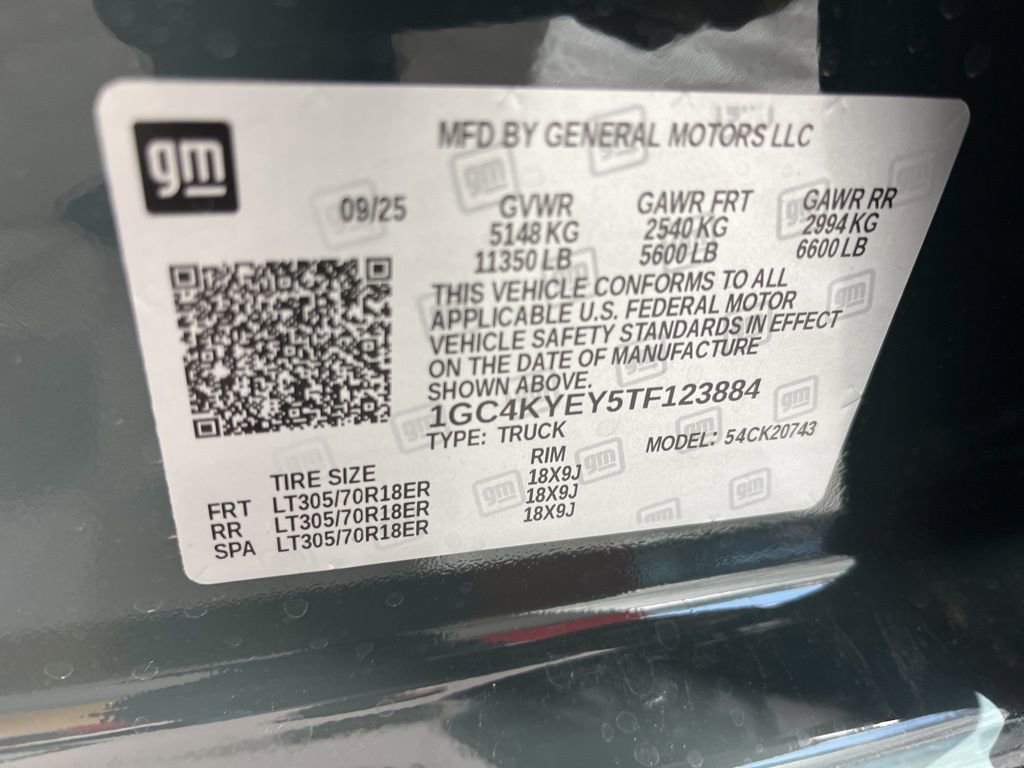 gm
MFD BY GENERAL MOTORS LLC
09/25
GVWR GAWR FRT GAWR RR
5148 KG 2540 KG 2994 KG
11350 LB 5600 LB 6600 LB
THIS VEHICLE CONFORMS TO ALL
APPLICABLE U.S. FEDERAL MOTOR
VEHICLE SAFETY STANDARDS IN EFFECT
ON THE DATE OF MANUFACTURE
SHOWN ABOVE.
1GC4KYEY5TF123884
TYPE: TRUCK MODEL: 54CK20743
TIRE SIZE RIM
FRT LT305/70R18ER 18X9J
RR LT305/70R18ER 18X9J
SPA LT305/70R18ER 18X9J